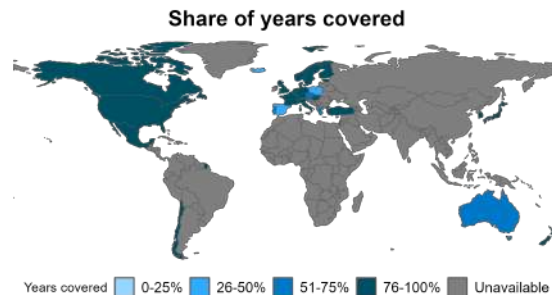 Share of years covered
Years covered 0-25% 26-50% 51-75% 76-100% Unavailable